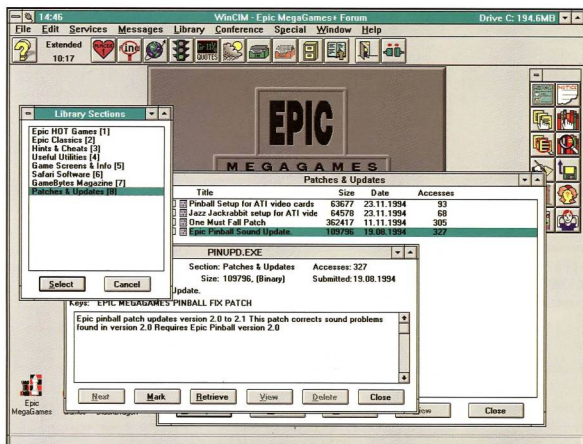 14:46
WinCIM - Epic MegaGames+ Forum
Drive C: 194.6MB
File Edit Services Messages Library Conference Special Window Help
Extended
10:17
QUOTES
EPIC
MEGAGAMES
Library Sections
Epic HOT Games [1]
Epic Classics [2]
Hints & Cheats [3]
Useful Utilities [4]
Game Screens & Info [5]
Safari Software [6]
GameBytes Magazine [7]
Patches & Updates [8]
Select Cancel
Patches & Updates
Title Size Date Accesses
Pinball Setup for ATI video cards 63677 23.11.1994 93
Jazz Jackrabbit setup for ATI vide 64578 23.11.1994 68
One Must Fall Patch 362417 11.11.1994 305
Epic Pinball Sound Update. 109796 19.08.1994 327
PINUPD.EXE
Section: Patches & Updates Accesses: 327
Size: 109796, (Binary) Submitted: 19.08.1994
Update.
Keys: EPIC MEGAGAMES PINBALL FIX PATCH
Epic pinball patch updates version 2.0 to 2.1 This patch corrects sound problems
found in version 2.0 Requires Epic Pinball version 2.0
Next Mark Retrieve View Delete Close
Close
Epic
MegaGames